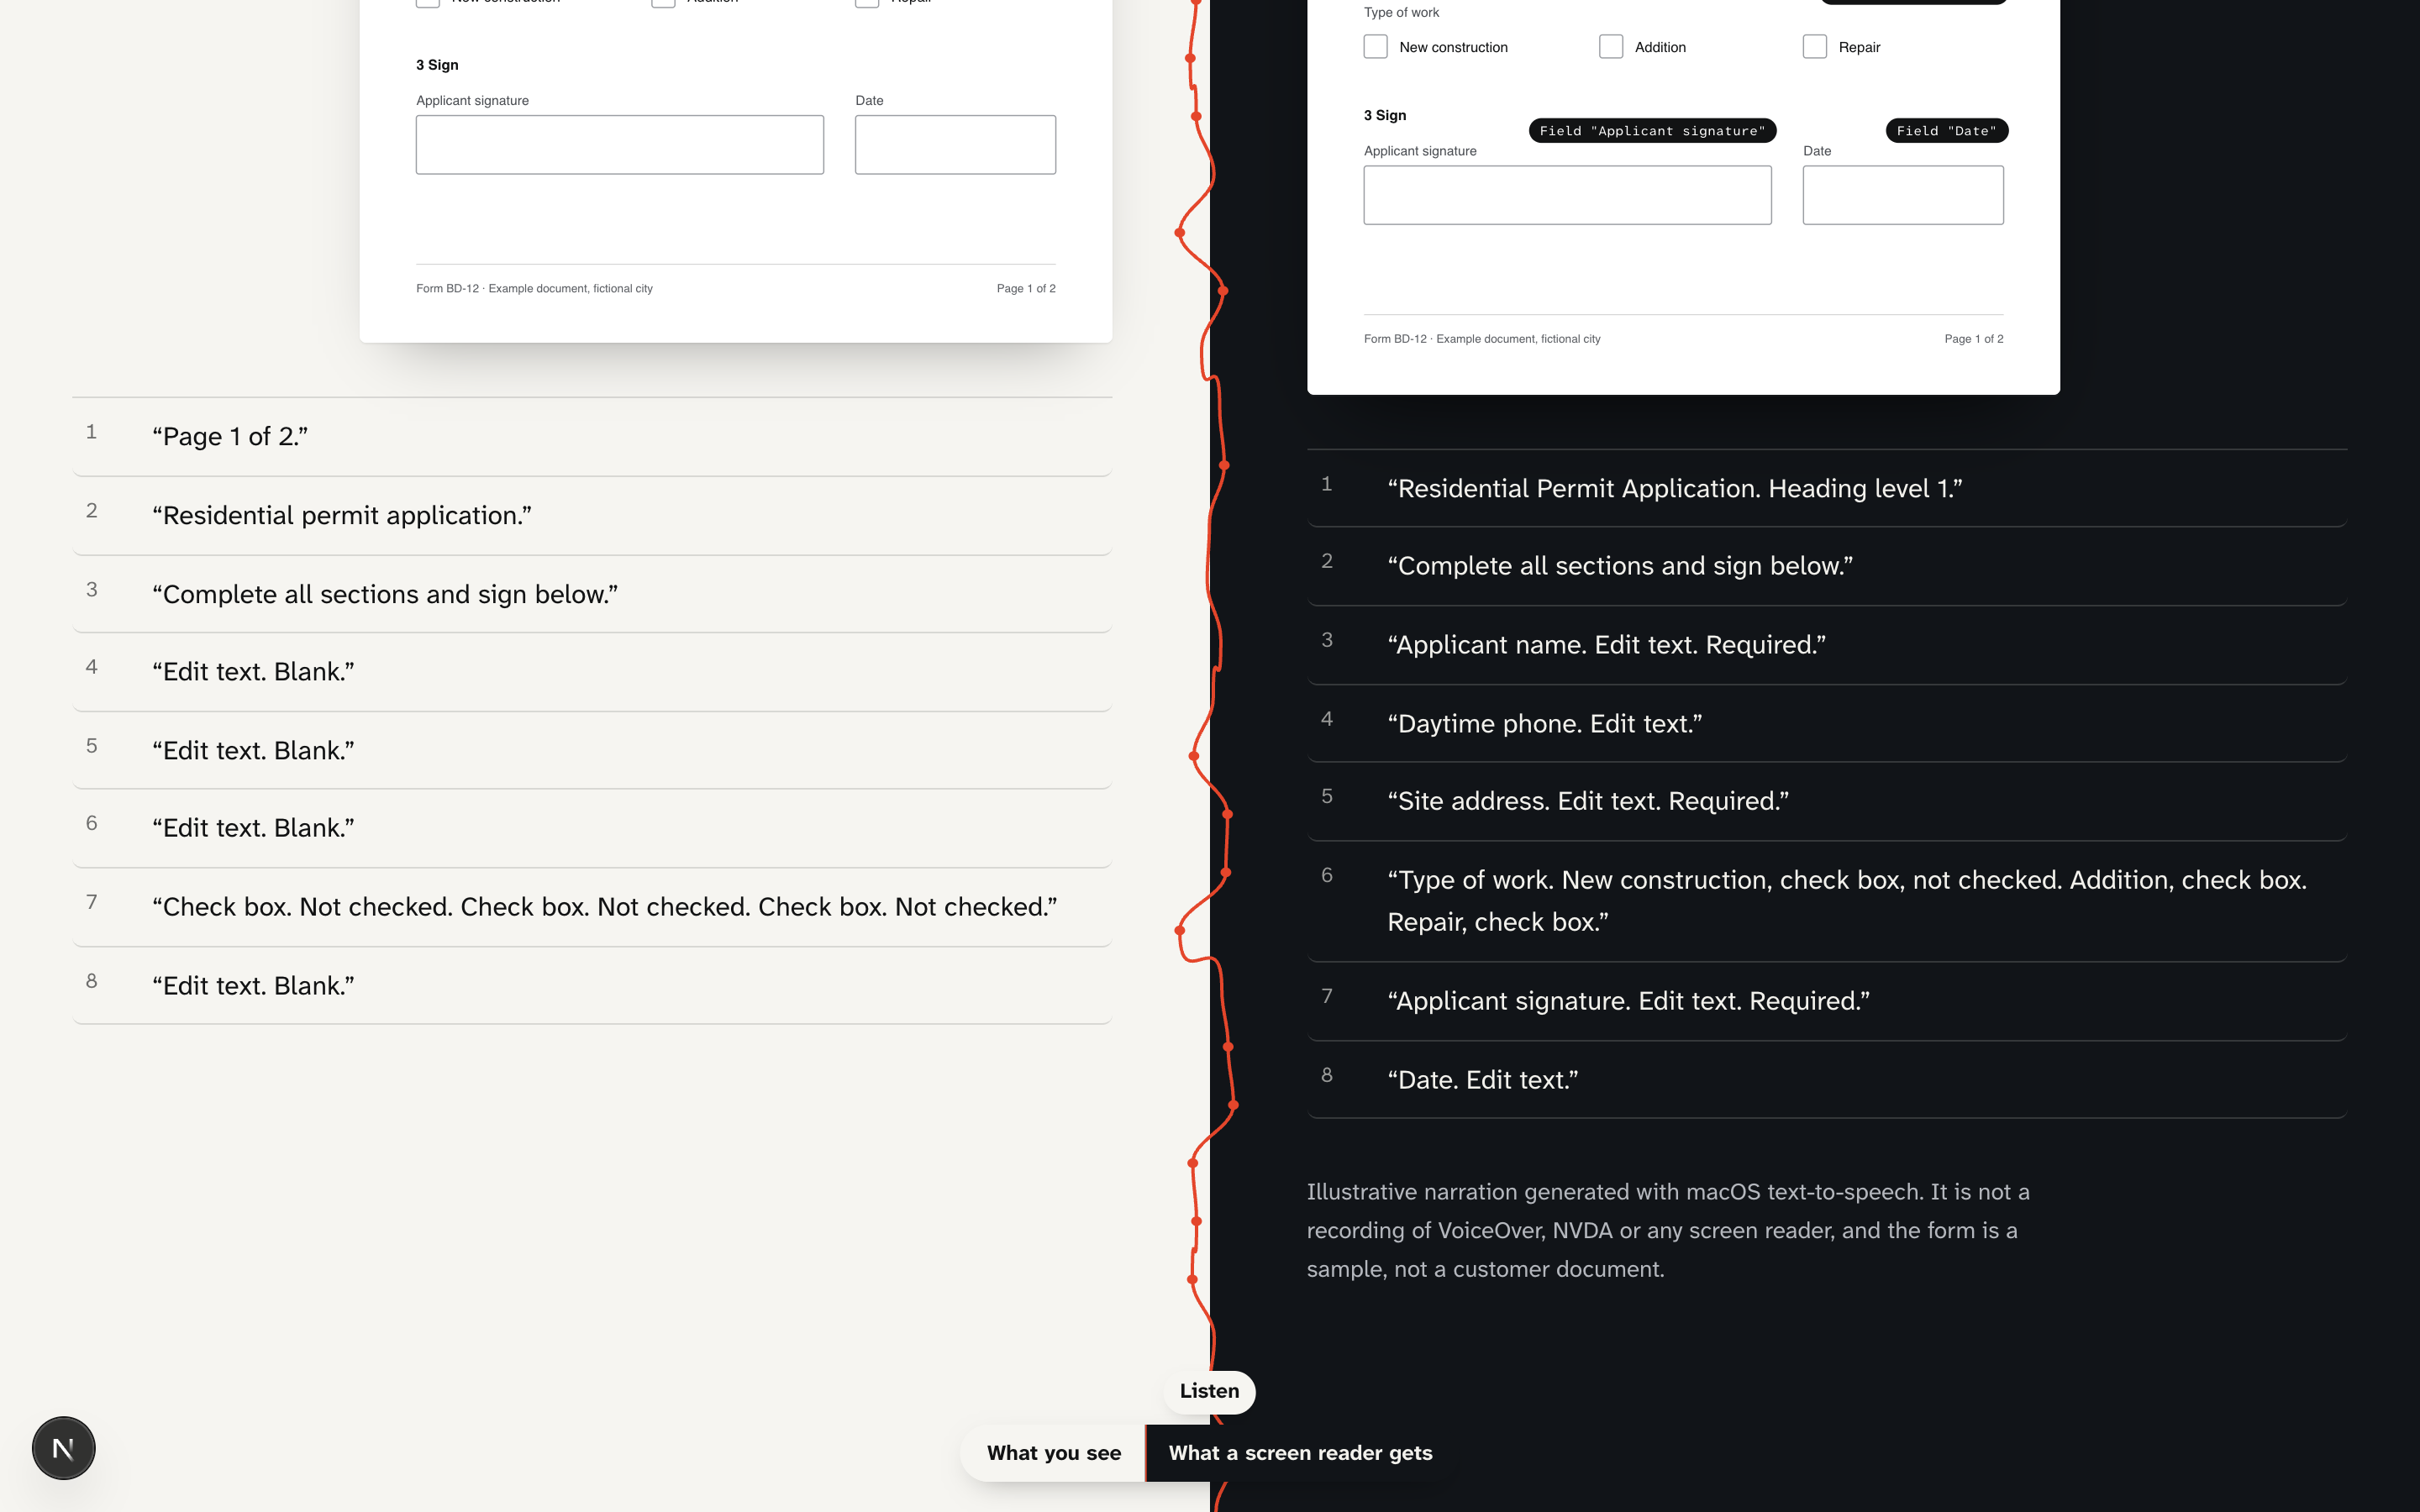 New construction
Addition
Repair
3 Sign
Applicant signature
Date
Form BD-12 · Example document, fictional city
Page 1 of 2
1
“Page 1 of 2.”
2
“Residential permit application.”
3
“Complete all sections and sign below.”
4
“Edit text. Blank.”
5
“Edit text. Blank.”
6
“Edit text. Blank.”
7
“Check box. Not checked. Check box. Not checked. Check box. Not checked.”
8
“Edit text. Blank.”
Type of work
New construction
Addition
Repair
3 Sign
Field "Applicant signature"
Field "Date"
Applicant signature
Date
Form BD-12 · Example document, fictional city
Page 1 of 2
1
“Residential Permit Application. Heading level 1.”
2
“Complete all sections and sign below.”
3
“Applicant name. Edit text. Required.”
4
“Daytime phone. Edit text.”
5
“Site address. Edit text. Required.”
6
“Type of work. New construction, check box, not checked. Addition, check box.
Repair, check box.”
7
“Applicant signature. Edit text. Required.”
8
“Date. Edit text.”
Illustrative narration generated with macOS text-to-speech. It is not a
recording of VoiceOver, NVDA or any screen reader, and the form is a
sample, not a customer document.
Listen
What you see
What a screen reader gets
N